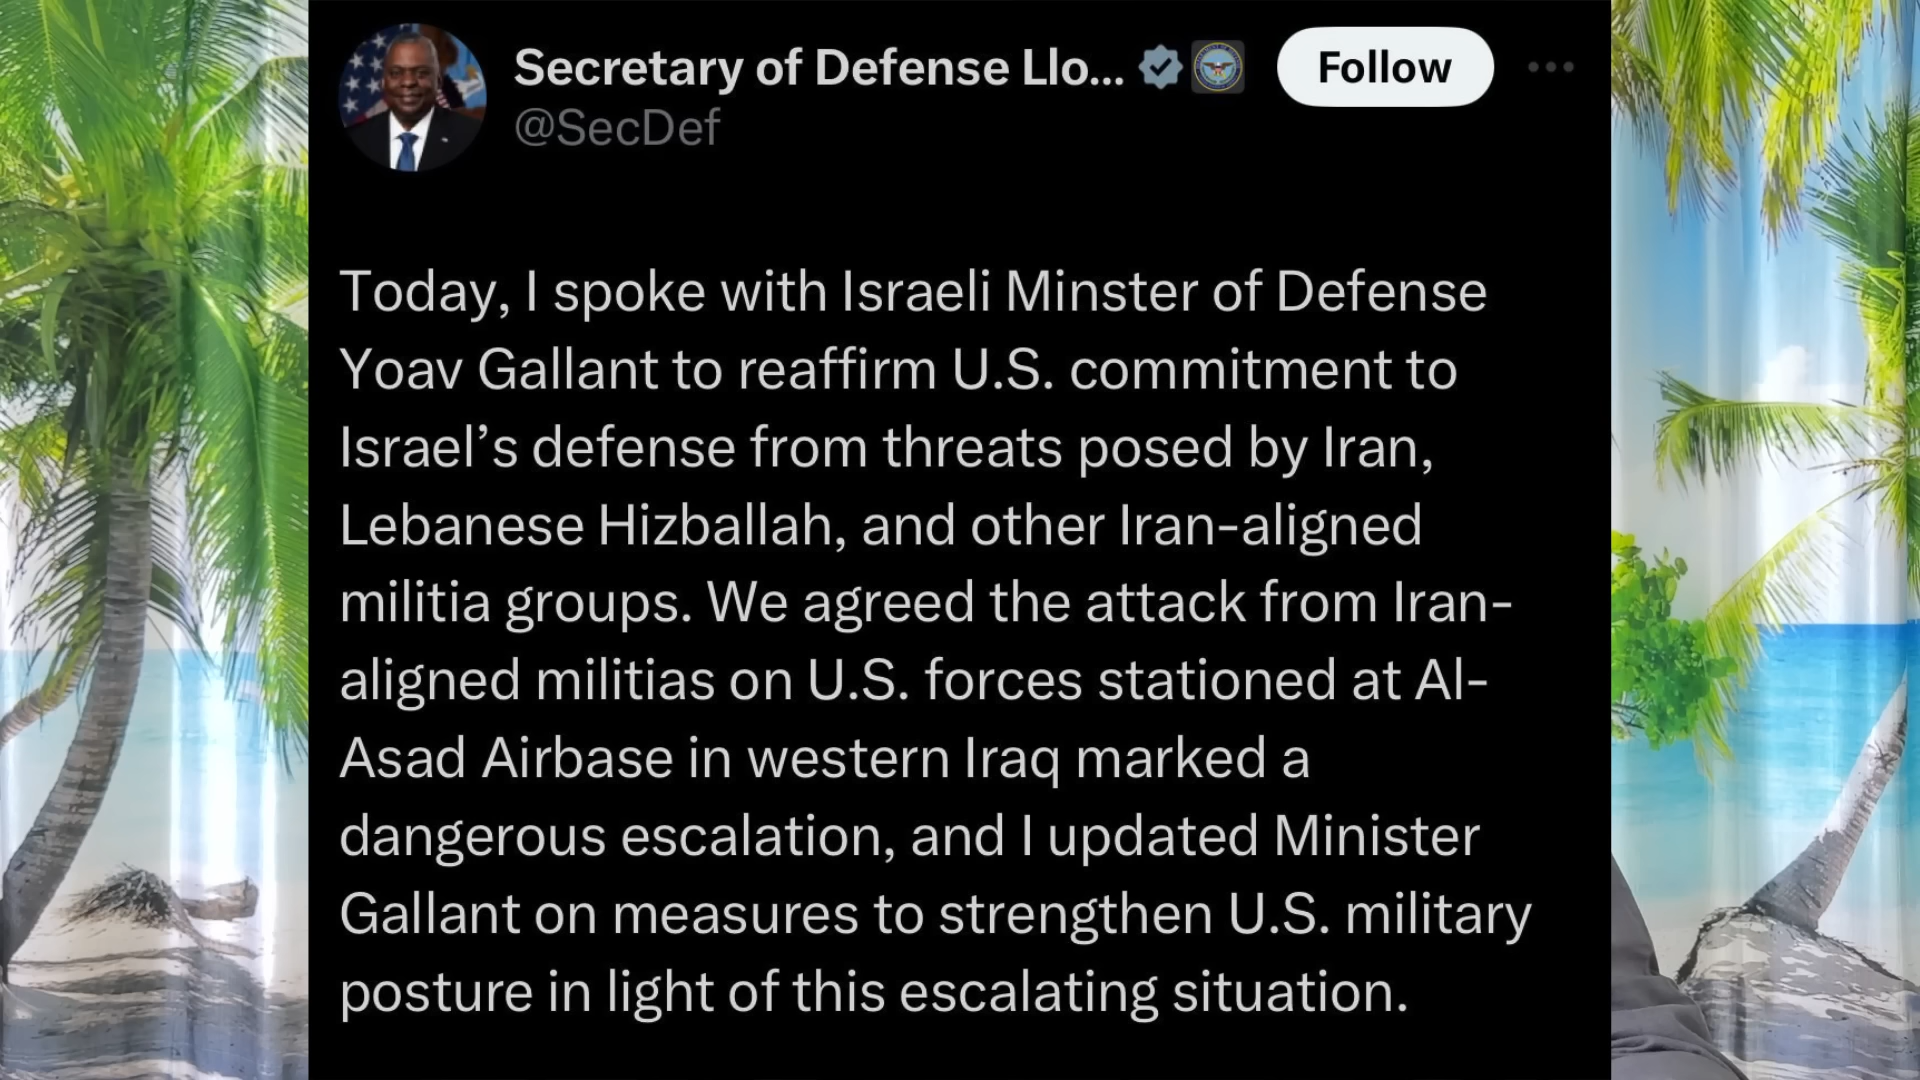 Secretary of Defense Llo...
Follow
@SecDef
Today, I spoke with Israeli Minster of Defense
Yoav Gallant to reaffirm U.S. commitment to
Israel’s defense from threats posed by Iran,
Lebanese Hizballah, and other Iran-aligned
militia groups. We agreed the attack from Iran-
aligned militias on U.S. forces stationed at Al-
Asad Airbase in western Iraq marked a
dangerous escalation, and I updated Minister
Gallant on measures to strengthen U.S. military
posture in light of this escalating situation.